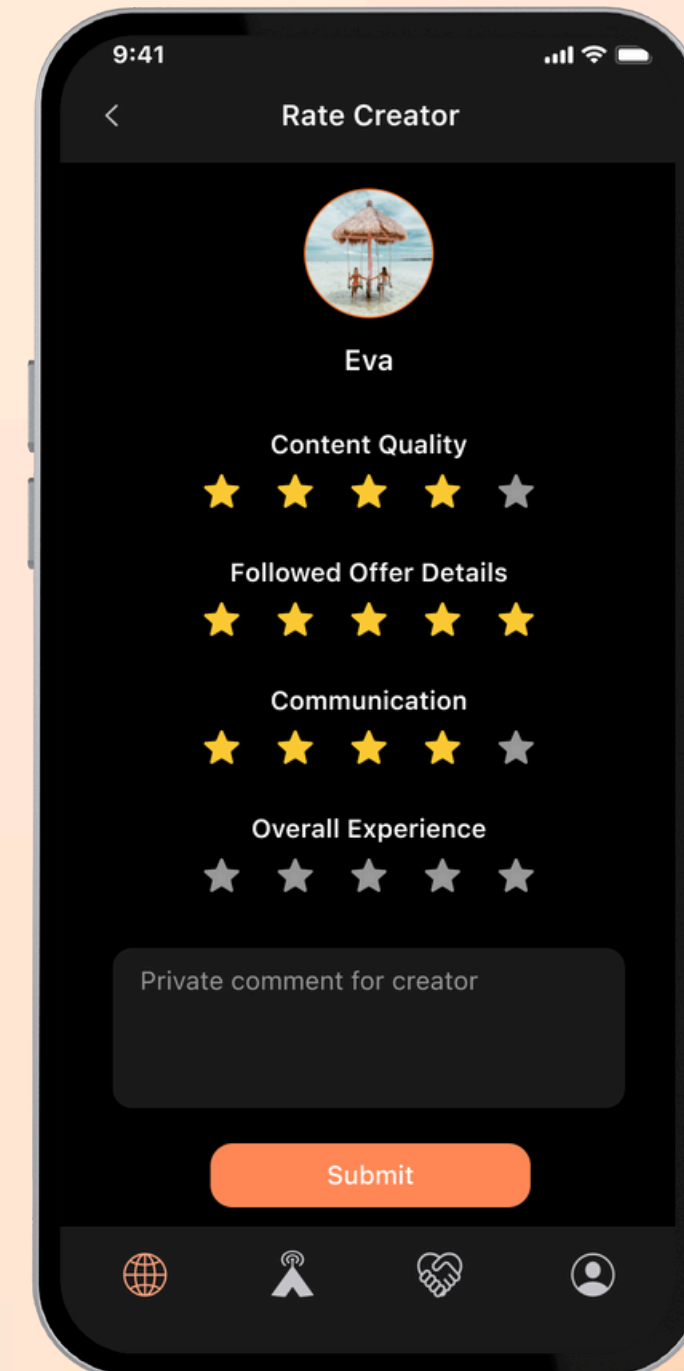 9:41
Rate Creator
Eva
Content Quality
Followed Offer Details
Communication
Overall Experience
Private comment for creator
Submit